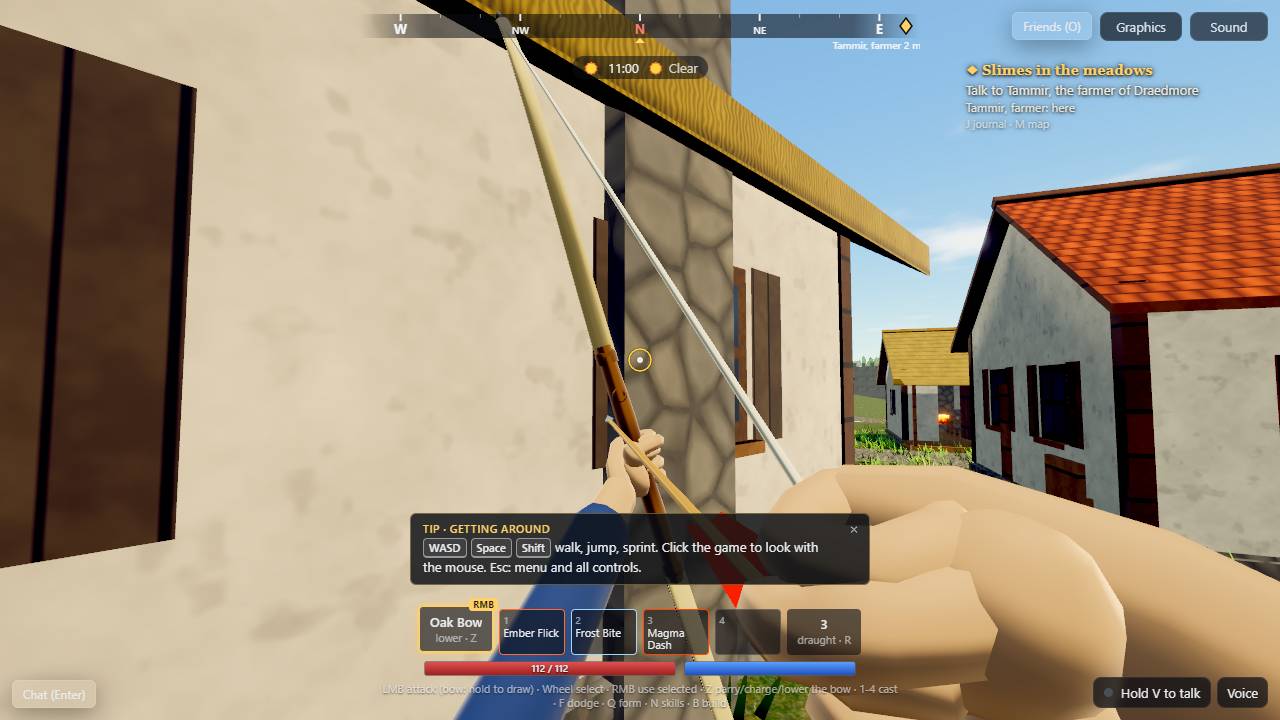 W
NW
N
NE
E
Tammir, farmer 2 m
11:00
Clear
Friends (O)
Graphics
Sound
Slimes in the meadows
Talk to Tammir, the farmer of Draedmore
Tammir, farmer: here
J journal · M map
TIP · GETTING AROUND
×
WASD Space Shift walk, jump, sprint. Click the game to look with
the mouse. Esc: menu and all controls.
RMB
Oak Bow
lower · Z
1
Ember Flick
2
Frost Bite
3
Magma
Dash
4
3
draught · R
112 / 112
LMB attack (bow: hold to draw) · Wheel select · RMB use selected · Z parry/charge/lower the bow · 1-4 cast
· F dodge · Q form · N skills · B build
Chat (Enter)
Hold V to talk
Voice